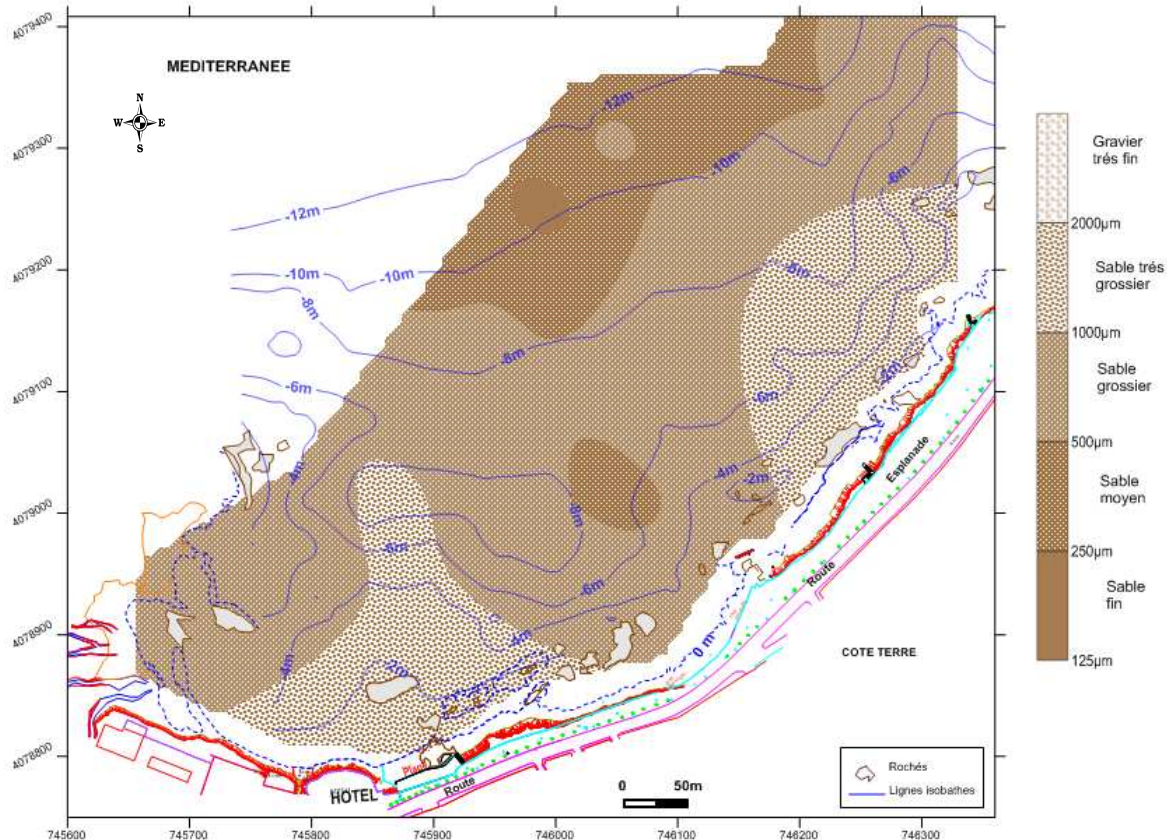 4079400
MEDITERRANEE
N
W E
S
-12m
4079300
-10m
Gravier
trés fin
-6m
-12m
2000µm
4079200
-10m
-10m
-8m
Sable trés
grossier
-8m
1000µm
-8m
-2m
4079100
-6m
-6m
Sable
grossier
Esplanade
500µm
-4m
-4m
-2m
Sable
moyen
4079000
-8m
-6m
250µm
Route
-6m
Sable
fin
4078900
-4m
0 m
COTE TERRE
125µm
-4m
-2m
4078800
Plage
Rochés
HOTEL
Route
0 50m
Lignes isobathes
745600 745700 745800 745900 746000 746100 746200 746300